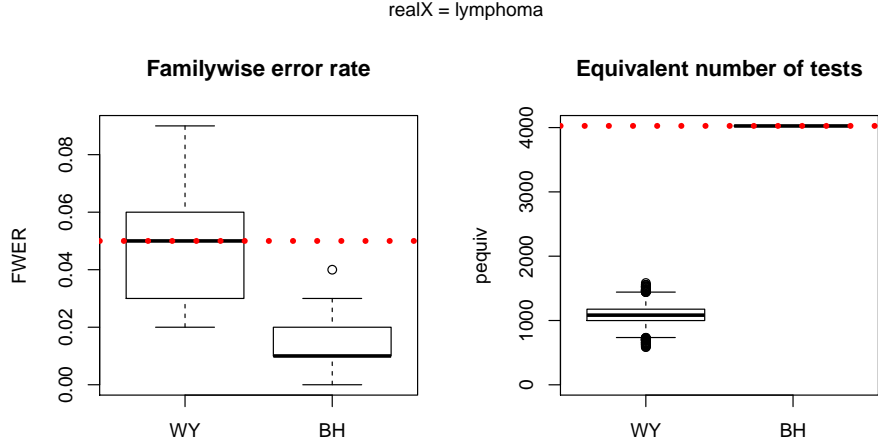 realX = lymphoma
Familywise error rate
FWER
0.00 0.02 0.04 0.06 0.08
WY BH
Equivalent number of tests
pequiv
0 1000 2000 3000 4000
WY BH